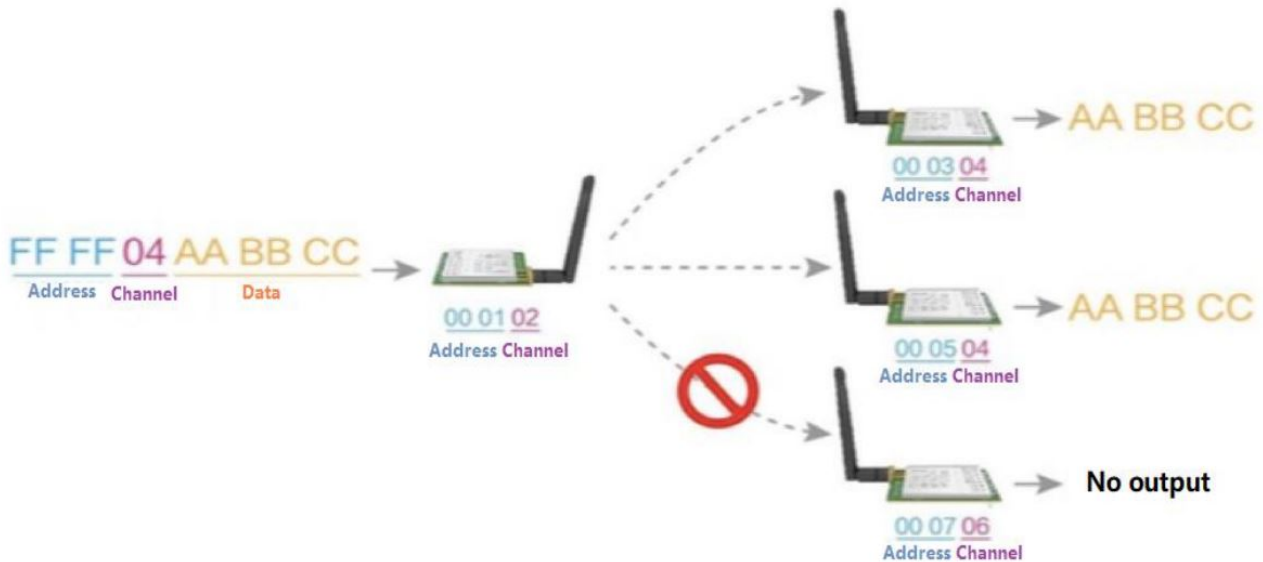 FF FF 04 AA BB CC
Address Channel Data
00 01 02
Address Channel
AA BB CC
00 03 04
Address Channel
AA BB CC
00 05 04
Address Channel
No output
00 07 06
Address Channel